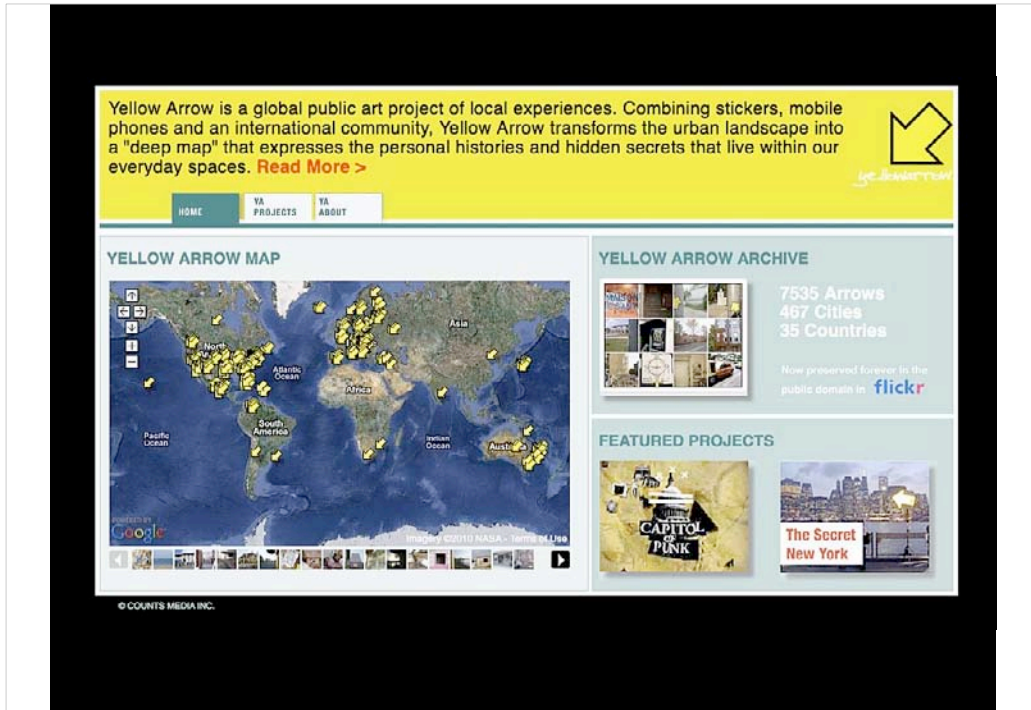 Yellow Arrow is a global public art project of local experiences. Combining stickers, mobile
phones and an international community, Yellow Arrow transforms the urban landscape into
a "deep map" that expresses the personal histories and hidden secrets that live within our
everyday spaces. Read More >
yellowarrow
HOME
YA
PROJECTS
YA
ABOUT
YELLOW ARROW MAP
North
Asia
Atlantic
Ocean
Africa
South
America
Pacific
Ocean
Indian
Ocean
POWERED BY
Google
Imagery ©2010 NASA - Terms of Use
YELLOW ARROW ARCHIVE
7535 Arrows
467 Cities
35 Countries
Now preserved forever in the
public domain in flickr
FEATURED PROJECTS
CAPITOL
OF
PUNK
The Secret
New York
© COUNTS MEDIA INC.